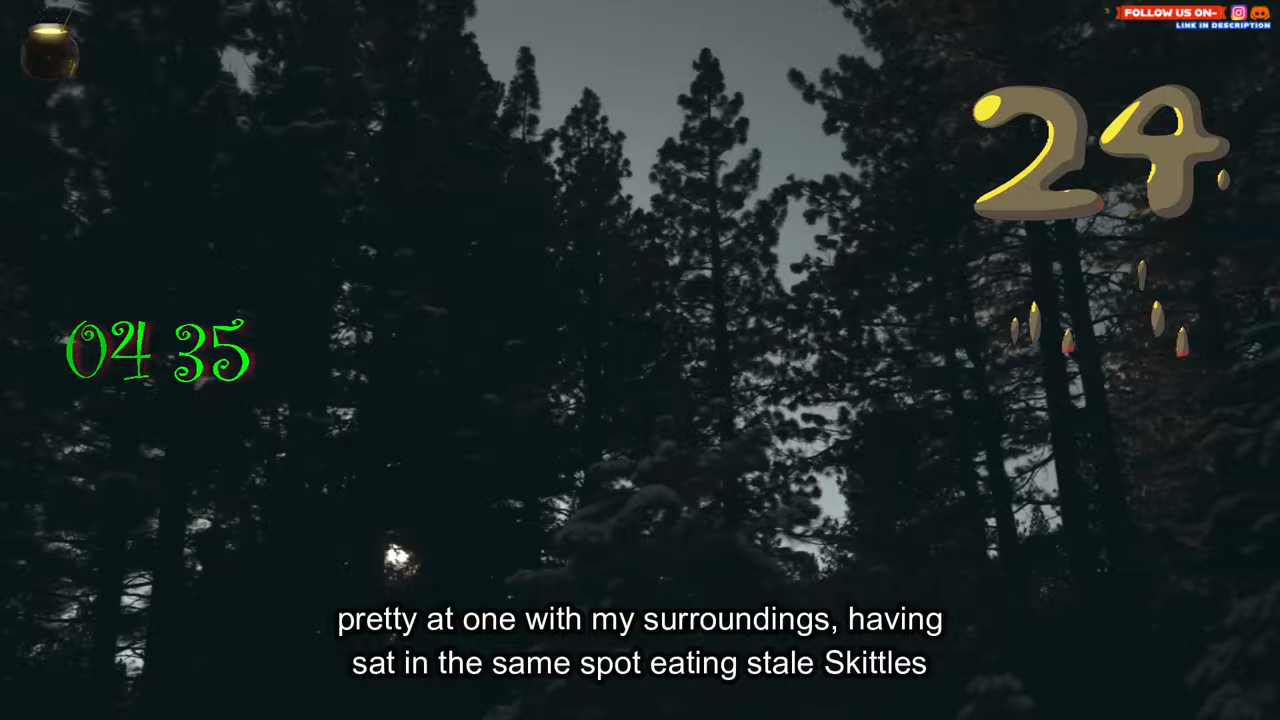 FOLLOW US ON-
LINK IN DESCRIPTION
24
04 35
pretty at one with my surroundings, having
sat in the same spot eating stale Skittles